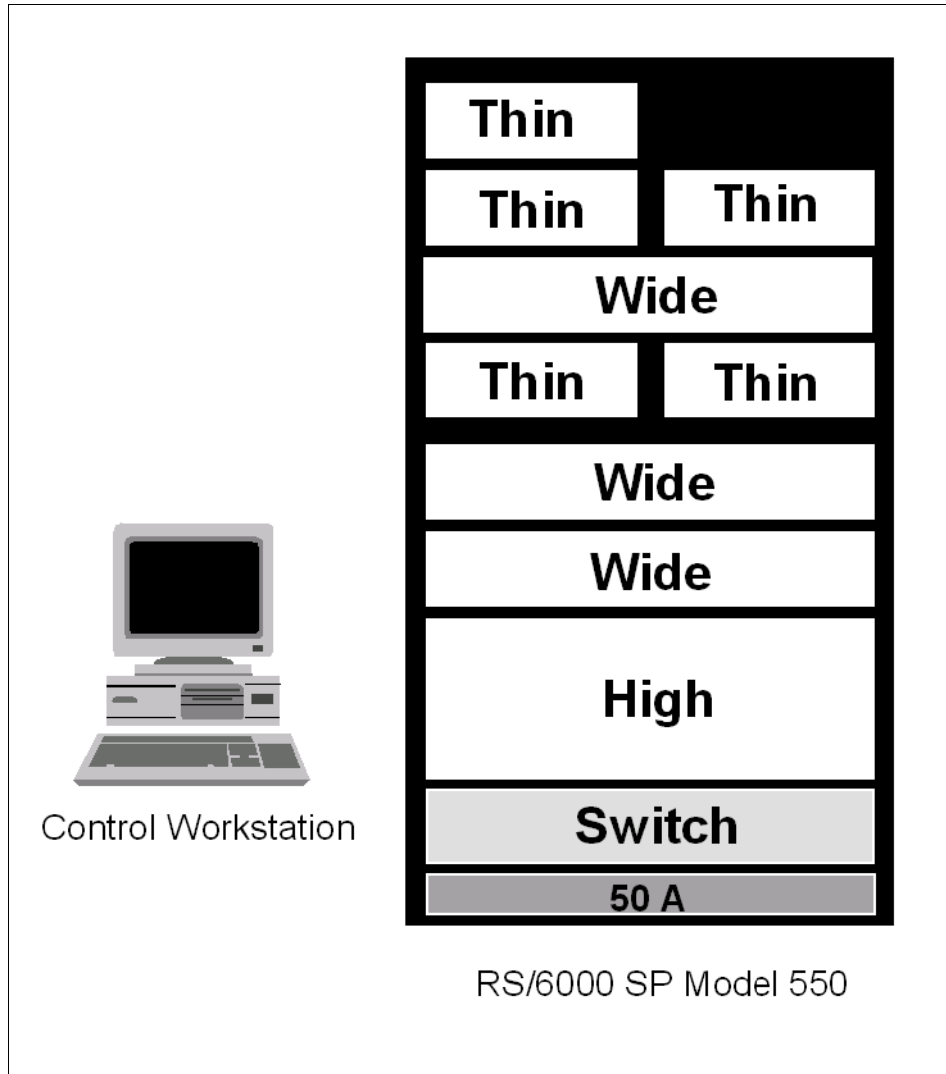 Thin
Thin Thin
Wide
Thin Thin
Wide
Wide
High
Switch
50 A
Control Workstation
RS/6000 SP Model 550